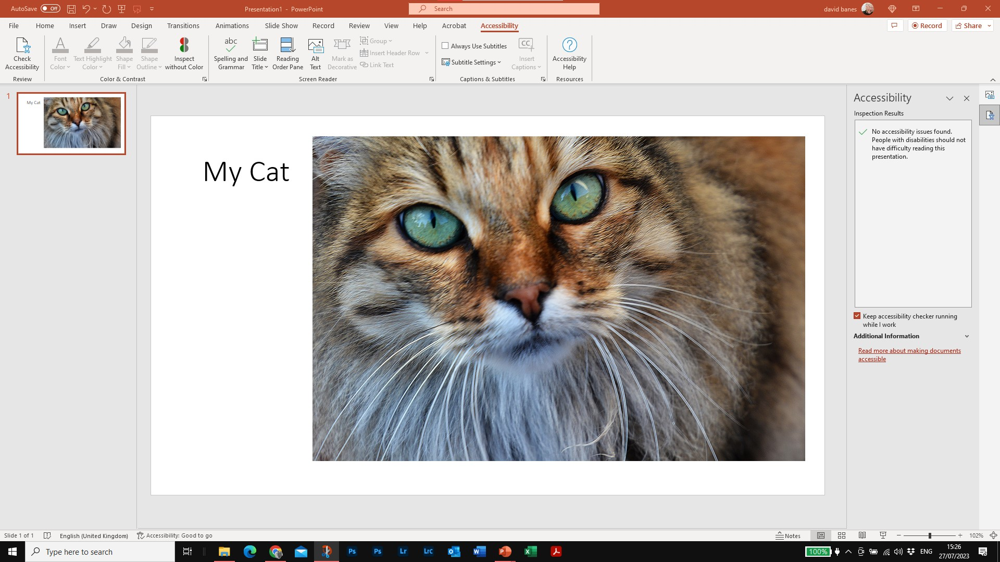 AutoSave Off
Presentation1 - PowerPoint
Search
david banes
File Home Insert Draw Design Transitions Animations Slide Show Record Review View Help Acrobat Accessibility
Record Share
Check Accessibility
Font Color
Text Highlight Color
Shape Fill
Shape Outline
Inspect without Color
abc
Spelling and Grammar
Slide Title
Reading Order Pane
Alt Text
Mark as Decorative
Group
Insert Header Row
Link Text
Always Use Subtitles
Subtitle Settings
CC
Insert Captions
?
Accessibility Help
Review
Color & Contrast
Screen Reader
Captions & Subtitles
Resources
1
My Cat
My Cat
Accessibility
Inspection Results
No accessibility issues found.
People with disabilities should not
have difficulty reading this
presentation.
Keep accessibility checker running
while I work
Additional Information
Read more about making documents
accessible
Slide 1 of 1
English (United Kingdom)
Accessibility: Good to go
Notes
102%
Type here to search
Ps
Ps
Lr
LrC
100%
ENG
15:26
27/07/2023